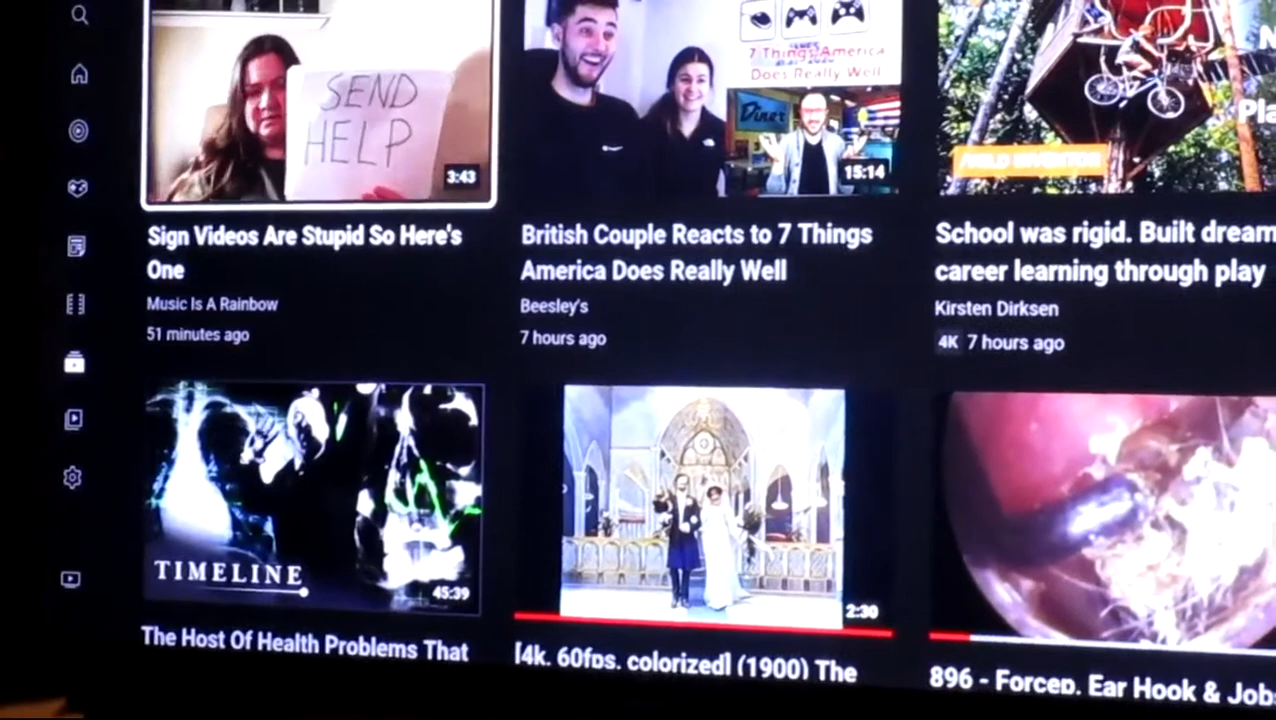 SEND
HELP
3:43
7 Things America
Does Really Well
Diner
15:14
Sign Videos Are Stupid So Here's
One
Music Is A Rainbow
51 minutes ago
British Couple Reacts to 7 Things
America Does Really Well
Beesley's
7 hours ago
School was rigid. Built dream
career learning through play
Kirsten Dirksen
4K 7 hours ago
TIMELINE
45:39
2:30
The Host Of Health Problems That
[4k, 60fps, colorized] (1900) The
896 - Forcep, Ear Hook & Jobs